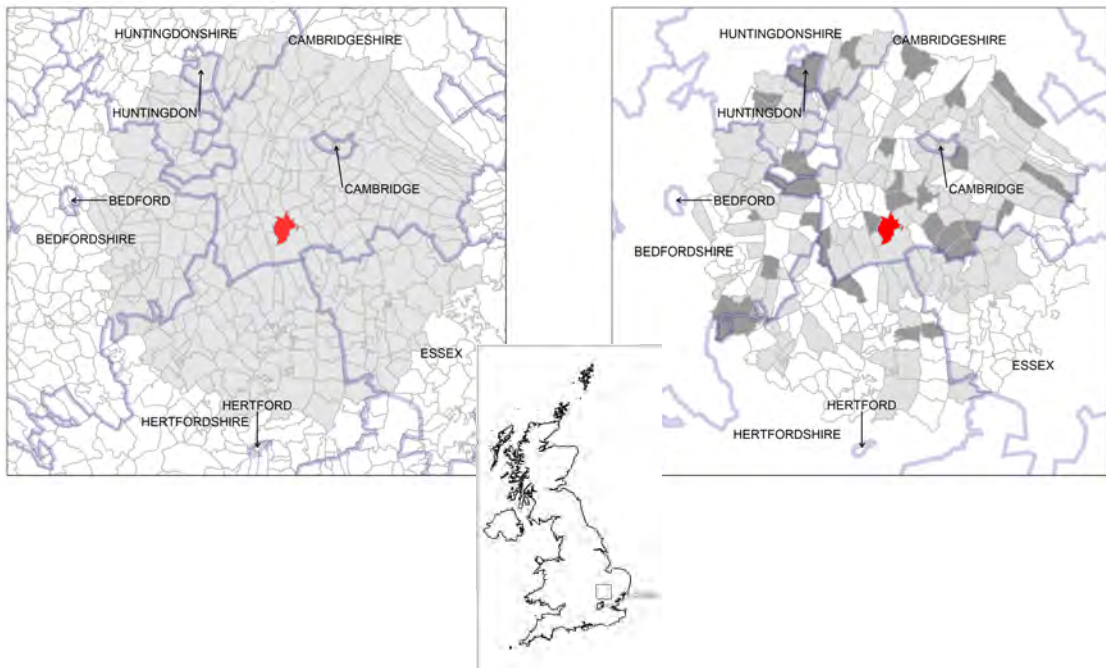 HUNTINGDONSHIRE
CAMBRIDGESHIRE
HUNTINGDON
CAMBRIDGE
BEDFORD
BEDFORDSHIRE
ESSEX
HERTFORD
HERTFORDSHIRE
HUNTINGDONSHIRE
CAMBRIDGESHIRE
HUNTINGDON
CAMBRIDGE
BEDFORD
BEDFORDSHIRE
ESSEX
HERTFORD
HERTFORDSHIRE